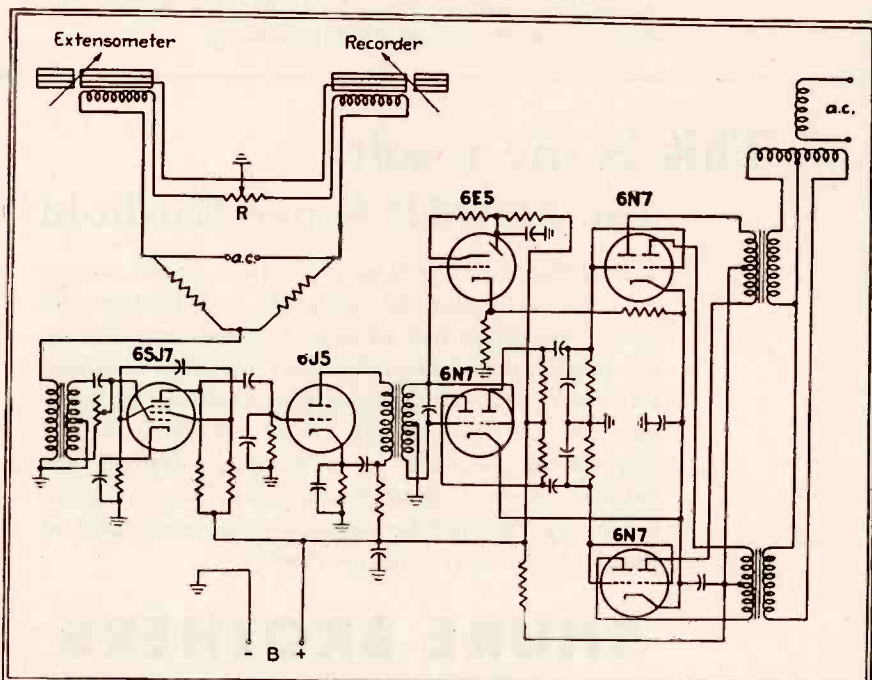 Extensometer
Recorder
a.c.
R
a.c.
6E5
6N7
6SJ7
6J5
6N7
6N7
- B +